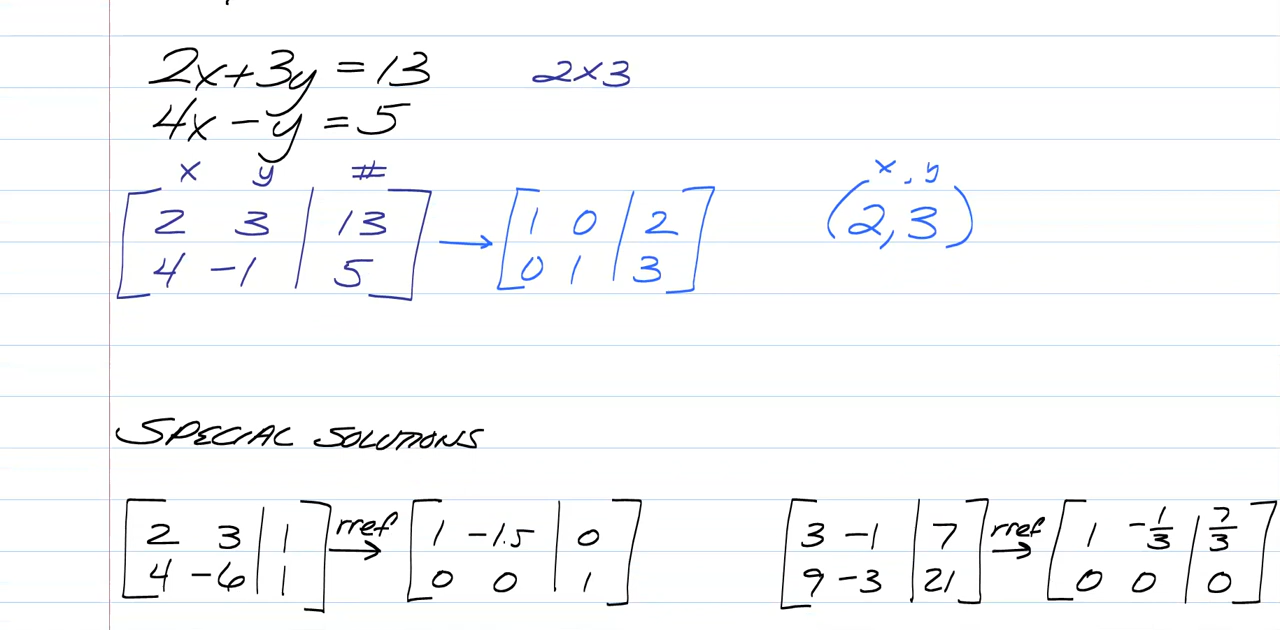 2x+3y = 13 2x3
4x - y = 5
x y # x, y
[2 3 | 13] → [1 0 | 2] (2, 3)
[4 -1 | 5] [0 1 | 3]
SPECIAL SOLUTIONS
[2 3 | 1] rref → [1 -1.5 | 0] [3 -1 | 7] rref → [1 -1/3 | 7/3]
[4 -6 | 1] [0 0 | 1] [9 -3 | 21] [0 0 | 0]